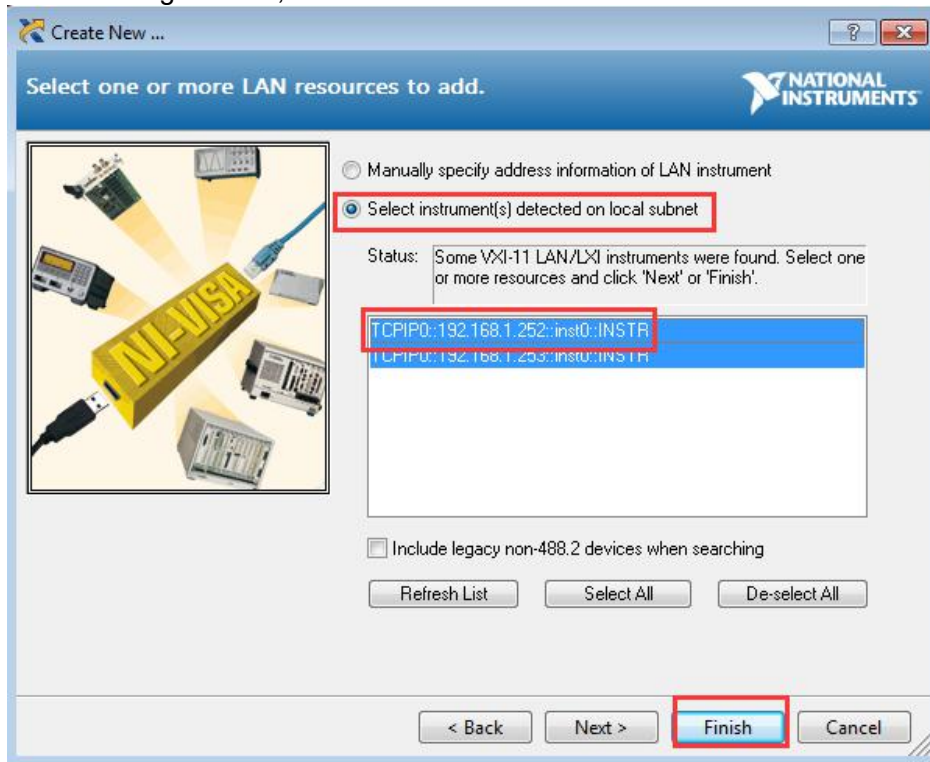 Create New ...
Select one or more LAN resources to add.
NATIONAL
INSTRUMENTS
NI-VISA
Manually specify address information of LAN instrument
Select instrument(s) detected on local subnet
Status: Some VXI-11 LAN/LXI instruments were found. Select one
or more resources and click 'Next' or 'Finish'.
TCPIP0::192.168.1.252::inst0::INSTR
TCPIP0::192.168.1.253::inst0::INSTR
Include legacy non-488.2 devices when searching
Refresh List Select All De-select All
< Back Next > Finish Cancel